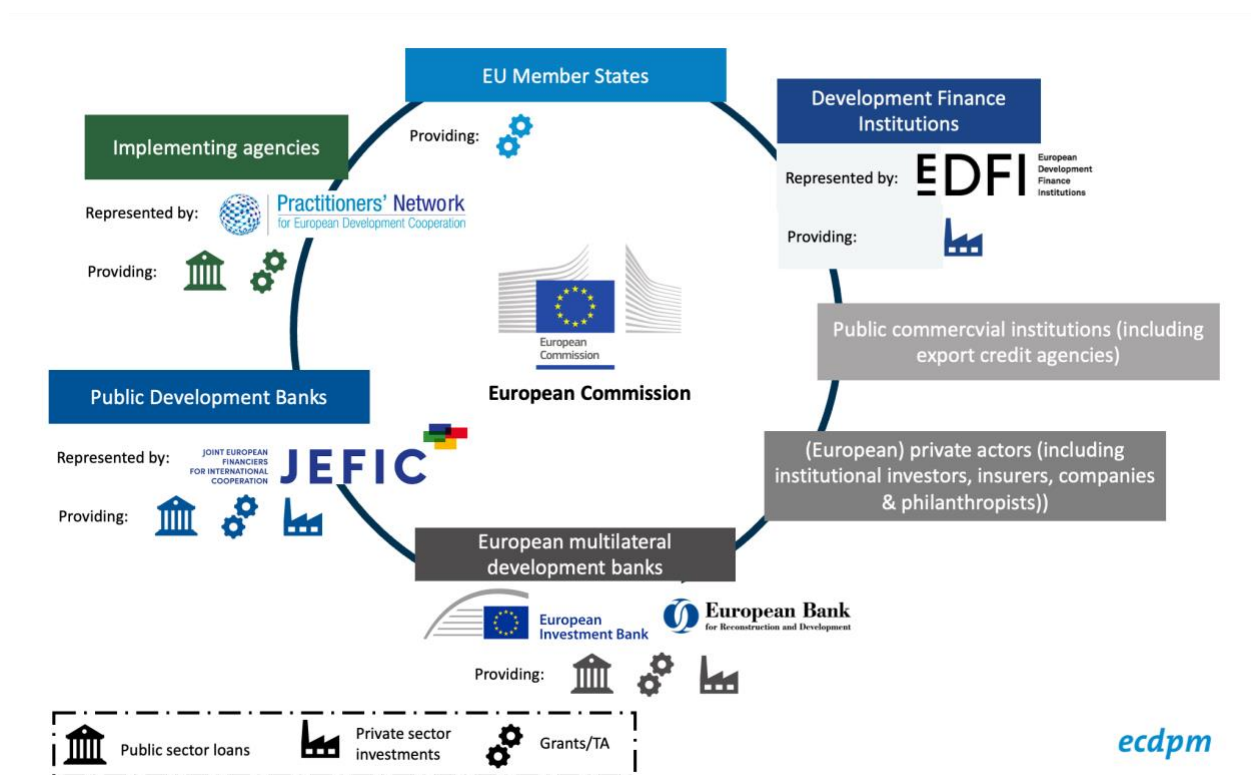 EU Member States
Providing:
Development Finance
Institutions
Represented by:
EDFI
European
Development
Finance
Institutions
Providing:
Implementing agencies
Represented by:
Practitioners' Network
for European Development Cooperation
Providing:
European
Commission
European Commission
Public commercvial institutions (including
export credit agencies)
Public Development Banks
Represented by:
JOINT EUROPEAN
FINANCIERS
FOR INTERNATIONAL
COOPERATION
JEFIC
Providing:
(European) private actors (including
institutional investors, insurers, companies
& philanthropists))
European multilateral
development banks
European
Investment Bank
European Bank
for Reconstruction and Development
Providing:
Public sector loans
Private sector
investments
Grants/TA
ecdpm